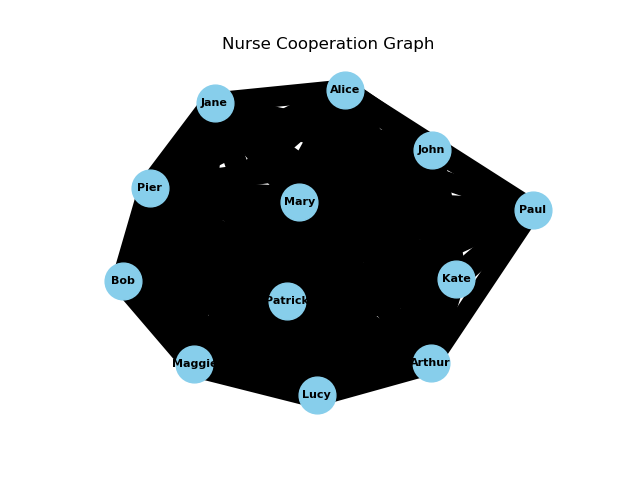 Nurse Cooperation Graph
Alice
Jane
John
Pier
Mary
Paul
Kate
Bob
Patrick
Arthur
Maggie
Lucy